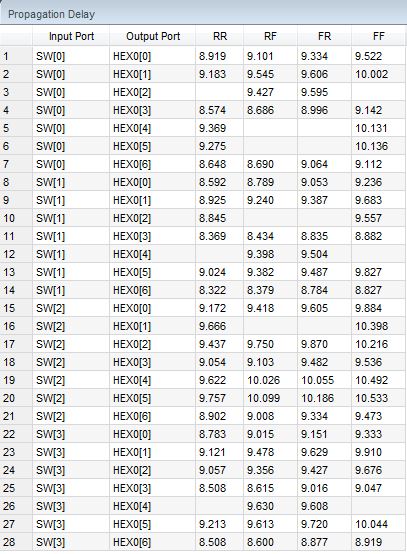 Propagation Delay
Input Port Output Port RR RF FR FF
1 SW[0] HEX0[0] 8.919 9.101 9.334 9.522
2 SW[0] HEX0[1] 9.183 9.545 9.606 10.002
3 SW[0] HEX0[2] 9.427 9.595
4 SW[0] HEX0[3] 8.574 8.686 8.996 9.142
5 SW[0] HEX0[4] 9.369 10.131
6 SW[0] HEX0[5] 9.275 10.136
7 SW[0] HEX0[6] 8.648 8.690 9.064 9.112
8 SW[1] HEX0[0] 8.592 8.789 9.053 9.236
9 SW[1] HEX0[1] 8.925 9.240 9.387 9.683
10 SW[1] HEX0[2] 8.845 9.557
11 SW[1] HEX0[3] 8.369 8.434 8.835 8.882
12 SW[1] HEX0[4] 9.398 9.504
13 SW[1] HEX0[5] 9.024 9.382 9.487 9.827
14 SW[1] HEX0[6] 8.322 8.379 8.784 8.827
15 SW[2] HEX0[0] 9.172 9.418 9.605 9.884
16 SW[2] HEX0[1] 9.666 10.398
17 SW[2] HEX0[2] 9.437 9.750 9.870 10.216
18 SW[2] HEX0[3] 9.054 9.103 9.482 9.536
19 SW[2] HEX0[4] 9.622 10.026 10.055 10.492
20 SW[2] HEX0[5] 9.757 10.099 10.186 10.533
21 SW[2] HEX0[6] 8.902 9.008 9.334 9.473
22 SW[3] HEX0[0] 8.783 9.015 9.151 9.333
23 SW[3] HEX0[1] 9.121 9.478 9.629 9.910
24 SW[3] HEX0[2] 9.057 9.356 9.427 9.676
25 SW[3] HEX0[3] 8.508 8.615 9.016 9.047
26 SW[3] HEX0[4] 9.630 9.608
27 SW[3] HEX0[5] 9.213 9.613 9.720 10.044
28 SW[3] HEX0[6] 8.508 8.600 8.877 8.919